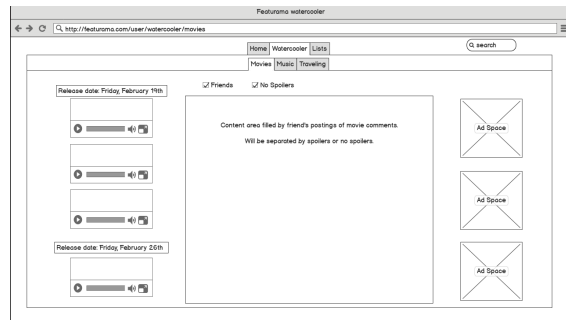 Featurama watercooler
http://featurama.com/user/watercooler/movies
Home Watercooler Lists
search
Movies Music Traveling
Friends No Spoilers
Release date: Friday, February 19th
Content area filled by friend's postings of movie comments.
Will be separated by spoilers or no spoilers.
Ad Space
Ad Space
Release date: Friday, February 26th
Ad Space